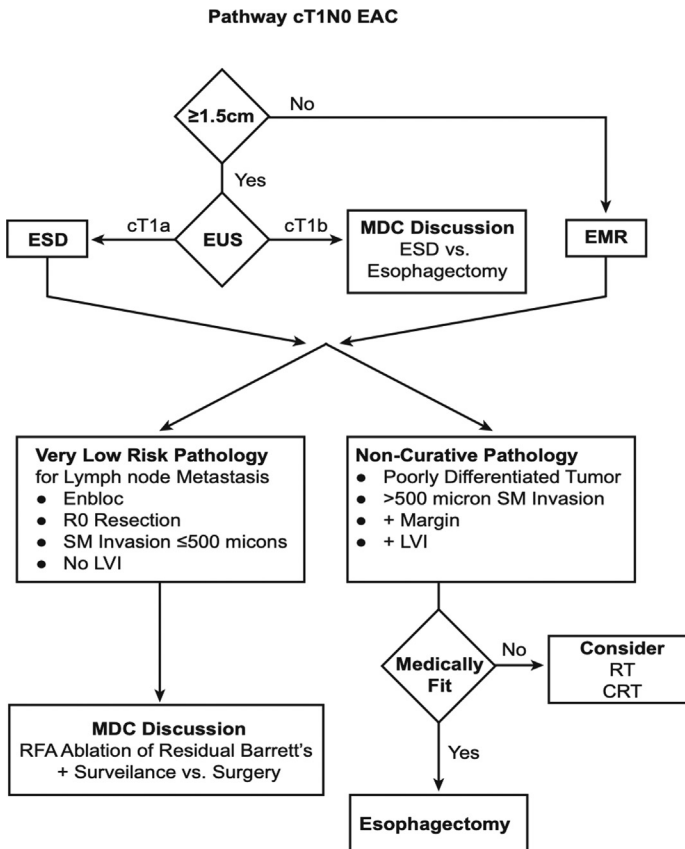 Pathway cT1N0 EAC
≥1.5cm
No
Yes
cT1a
EUS
cT1b
ESD
MDC Discussion
ESD vs.
Esophagectomy
EMR
Very Low Risk Pathology
for Lymph node Metastasis
● Enbloc
● R0 Resection
● SM Invasion ≤500 micons
● No LVI
Non-Curative Pathology
● Poorly Differentiated Tumor
● >500 micron SM Invasion
● + Margin
● + LVI
Medically
Fit
No
Consider
RT
CRT
Yes
MDC Discussion
RFA Ablation of Residual Barrett's
+ Surveilance vs. Surgery
Esophagectomy